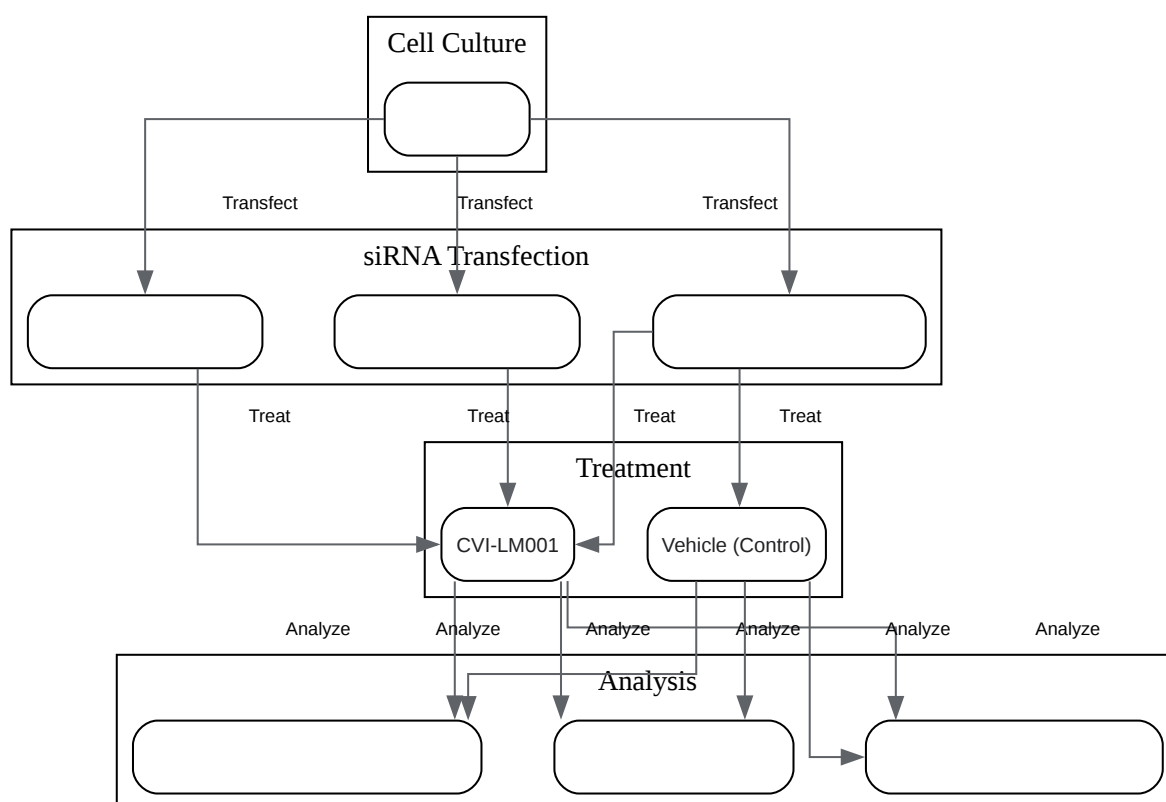 Cell Culture
Transfect Transfect Transfect
siRNA Transfection
Treat Treat Treat Treat
Treatment
CVI-LM001 Vehicle (Control)
Analyze Analyze Analyze Analyze Analyze Analyze
Analysis